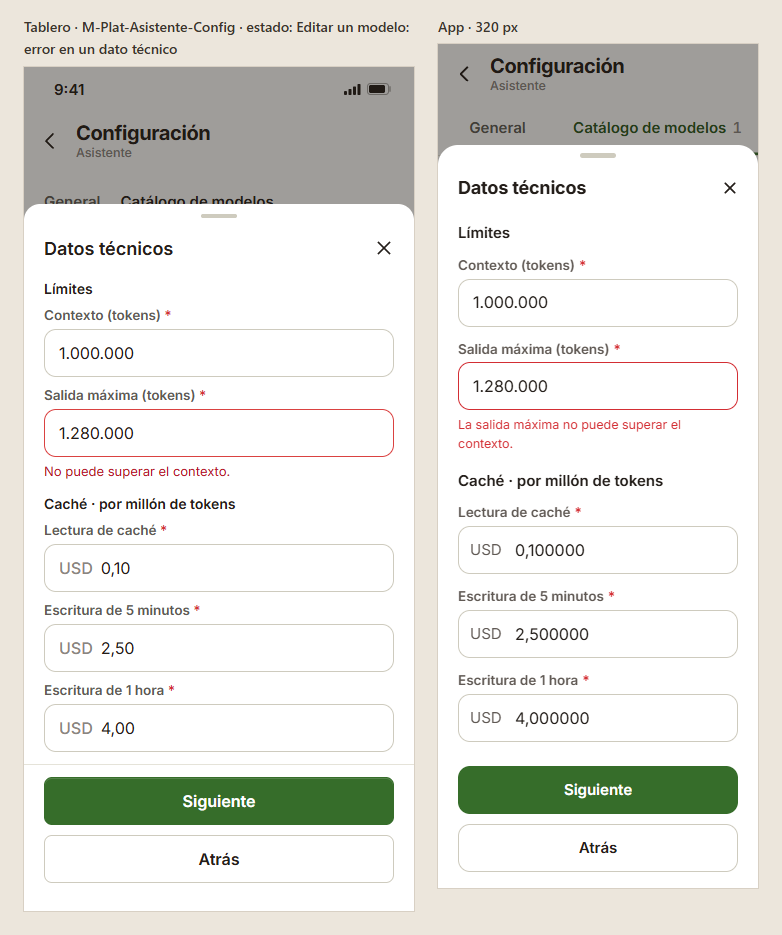 Tablero · M-Plat-Asistente-Config · estado: Editar un modelo:
error en un dato técnico
9:41
Configuración
Asistente
General
Catálogo de modelos
Datos técnicos
Límites
Contexto (tokens) *
1.000.000
Salida máxima (tokens) *
1.280.000
No puede superar el contexto.
Caché · por millón de tokens
Lectura de caché *
USD 0,10
Escritura de 5 minutos *
USD 2,50
Escritura de 1 hora *
USD 4,00
Siguiente
Atrás
App · 320 px
Configuración
Asistente
General
Catálogo de modelos 1
Datos técnicos
Límites
Contexto (tokens) *
1.000.000
Salida máxima (tokens) *
1.280.000
La salida máxima no puede superar el
contexto.
Caché · por millón de tokens
Lectura de caché *
USD 0,100000
Escritura de 5 minutos *
USD 2,500000
Escritura de 1 hora *
USD 4,000000
Siguiente
Atrás